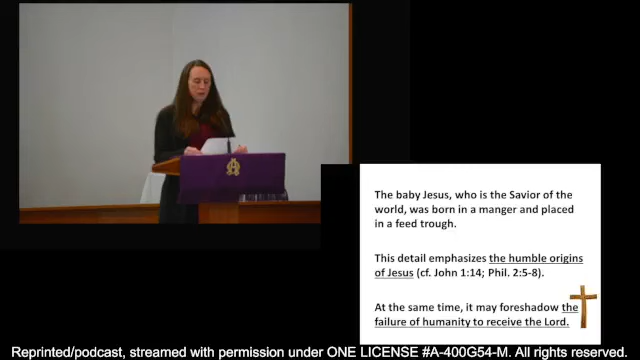 The baby Jesus, who is the Savior of the
world, was born in a manger and placed
in a feed trough.
This detail emphasizes the humble origins
of Jesus (cf. John 1:14; Phil. 2:5-8).
At the same time, it may foreshadow the
failure of humanity to receive the Lord.
Reprinted/podcast, streamed with permission under ONE LICENSE #A-400G54-M. All rights reserved.